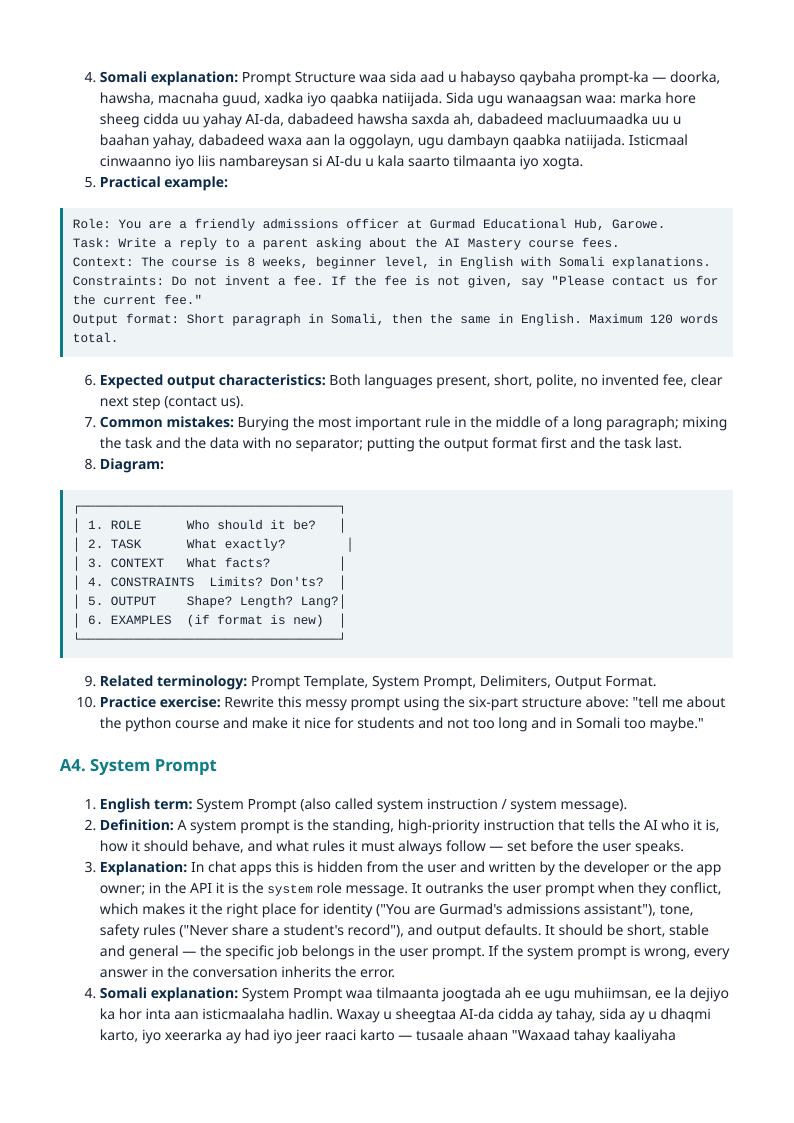 4. Somali explanation: Prompt Structure waa sida aad u habayso qaybaha prompt-ka — doorka,
hawsha, macnaha guud, xadka iyo qaabka natiijada. Sida ugu wanaagsan waa: marka hore
sheeg cidda uu yahay AI-da, dabadeed hawsha saxda ah, dabadeed macluumaadka uu u
baahan yahay, dabadeed waxa aan la oggolayn, ugu dambayn qaabka natiijada. Isticmaal
cinwaanno iyo liis nambareysan si AI-du u kala saarto tilmaanta iyo xogta.
5. Practical example:
Role: You are a friendly admissions officer at Gurmad Educational Hub, Garowe.
Task: Write a reply to a parent asking about the AI Mastery course fees.
Context: The course is 8 weeks, beginner level, in English with Somali explanations.
Constraints: Do not invent a fee. If the fee is not given, say "Please contact us for
the current fee."
Output format: Short paragraph in Somali, then the same in English. Maximum 120 words
total.
6. Expected output characteristics: Both languages present, short, polite, no invented fee, clear
next step (contact us).
7. Common mistakes: Burying the most important rule in the middle of a long paragraph; mixing
the task and the data with no separator; putting the output format first and the task last.
8. Diagram:
1. ROLE Who should it be?
2. TASK What exactly?
3. CONTEXT What facts?
4. CONSTRAINTS Limits? Don'ts?
5. OUTPUT Shape? Length? Lang?
6. EXAMPLES (if format is new)
9. Related terminology: Prompt Template, System Prompt, Delimiters, Output Format.
10. Practice exercise: Rewrite this messy prompt using the six-part structure above: "tell me about
the python course and make it nice for students and not too long and in Somali too maybe."
A4. System Prompt
1. English term: System Prompt (also called system instruction / system message).
2. Definition: A system prompt is the standing, high-priority instruction that tells the AI who it is,
how it should behave, and what rules it must always follow — set before the user speaks.
3. Explanation: In chat apps this is hidden from the user and written by the developer or the app
owner; in the API it is the system role message. It outranks the user prompt when they conflict,
which makes it the right place for identity ("You are Gurmad's admissions assistant"), tone,
safety rules ("Never share a student's record"), and output defaults. It should be short, stable
and general — the specific job belongs in the user prompt. If the system prompt is wrong, every
answer in the conversation inherits the error.
4. Somali explanation: System Prompt waa tilmaanta joogtada ah ee ugu muhiimsan, ee la dejiyo
ka hor inta aan isticmaalaha hadlin. Waxay u sheegtaa AI-da cidda ay tahay, sida ay u dhaqmi
karto, iyo xeerarka ay had iyo jeer raaci karto — tusaale ahaan "Waxaad tahay kaaliyaha